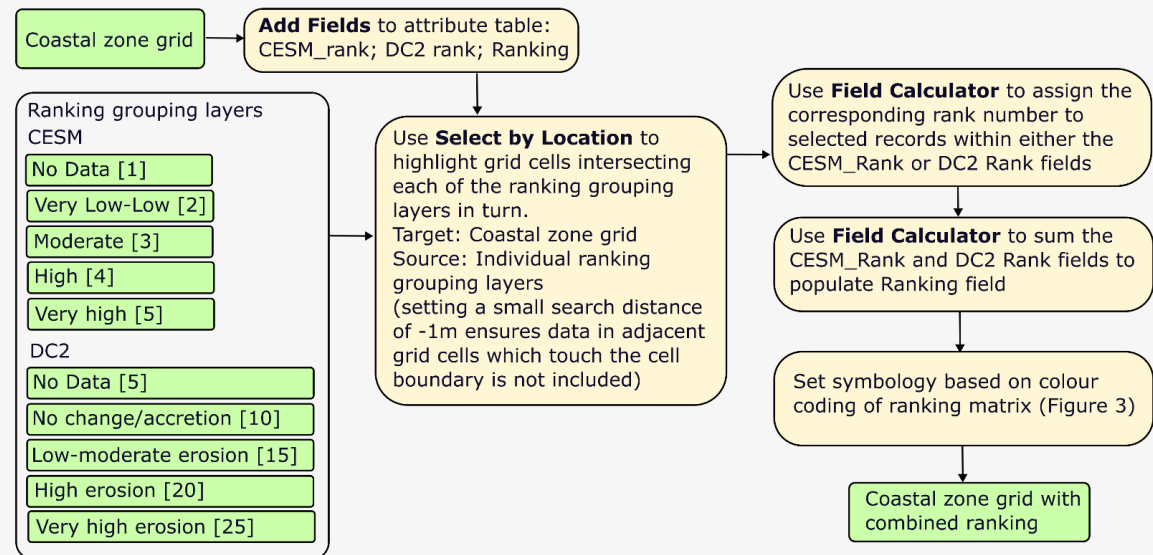 Coastal zone grid
Add Fields to attribute table:
CESM_rank; DC2 rank; Ranking
Ranking grouping layers
CESM
No Data [1]
Very Low-Low [2]
Moderate [3]
High [4]
Very high [5]
DC2
No Data [5]
No change/accretion [10]
Low-moderate erosion [15]
High erosion [20]
Very high erosion [25]
Use Select by Location to
highlight grid cells intersecting
each of the ranking grouping
layers in turn.
Target: Coastal zone grid
Source: Individual ranking
grouping layers
(setting a small search distance
of -1m ensures data in adjacent
grid cells which touch the cell
boundary is not included)
Use Field Calculator to assign the
corresponding rank number to
selected records within either the
CESM_Rank or DC2 Rank fields
Use Field Calculator to sum the
CESM_Rank and DC2 Rank fields to
populate Ranking field
Set symbology based on colour
coding of ranking matrix (Figure 3)
Coastal zone grid with
combined ranking